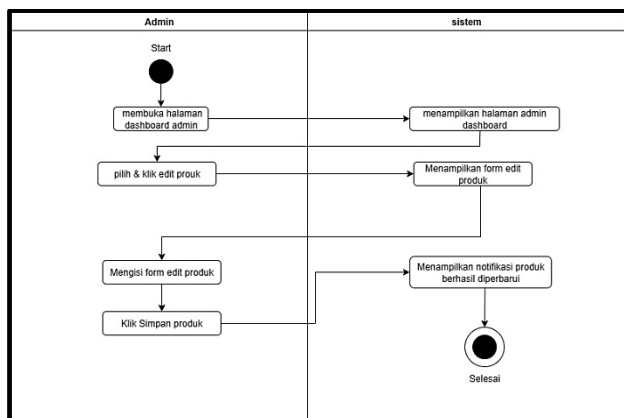 Admin
sistem
Start
membuka halaman
dashboard admin
menampilkan halaman admin
dashboard
pilih & klik edit prouk
Menampilkan form edit
produk
Mengisi form edit produk
Menampilkan notifikasi produk
berhasil diperbarui
Klik Simpan produk
Selesai